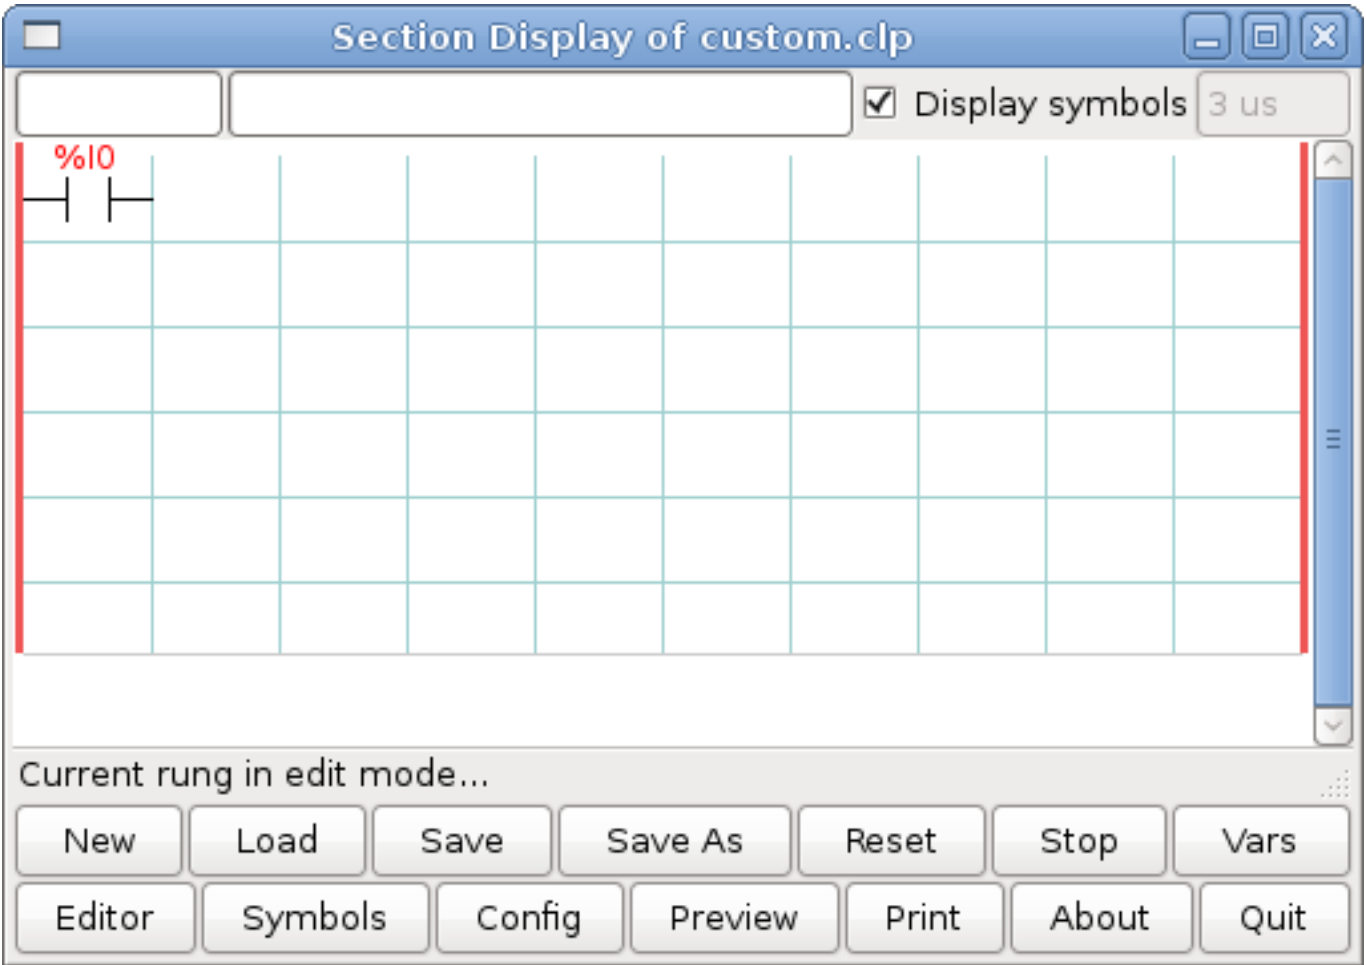 Section Display of custom.clp
Display symbols 3 us
%I0
Current rung in edit mode...
New Load Save Save As Reset Stop Vars
Editor Symbols Config Preview Print About Quit